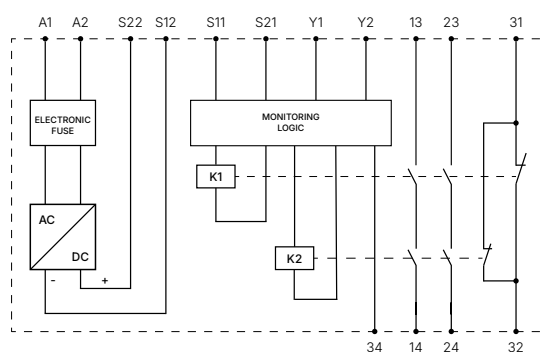 A1 A2 S22 S12 S11 S21 Y1 Y2 13 23 31
ELECTRONIC
FUSE
MONITORING
LOGIC
K1
AC
DC
K2
- +
34 14 24 32